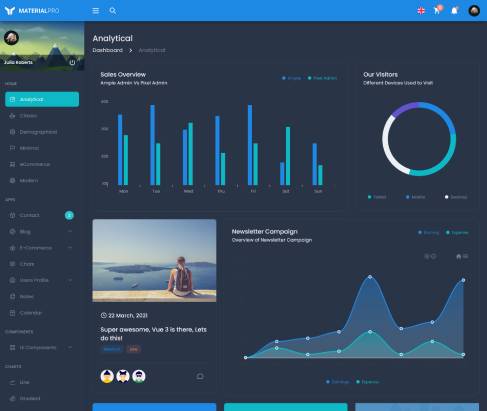 MATERIALPRO
Julia Roberts
HOME
Analytical
Classic
Demographical
Minimal
eCommerce
Modern
APPS
Contact
Blog
E-Commerce
Chats
Users Profile
Notes
Calendar
COMPONENTS
UI Components
CHARTS
Line
Gradient
Analytical
Dashboard > Analytical
Sales Overview
Ample Admin Vs Pixel Admin
Ample Pixel Admin
Mon Tue Wed Thu Fri Sat Sun
Our Visitors
Different Devices Used to Visit
Tablet Mobile Desktop
22 March, 2021
Super awesome, Vue 3 is there, Lets
do this!
Newsletter Campaign
Overview of Newsletter Campaign
Earning Expense
Earnings Expense